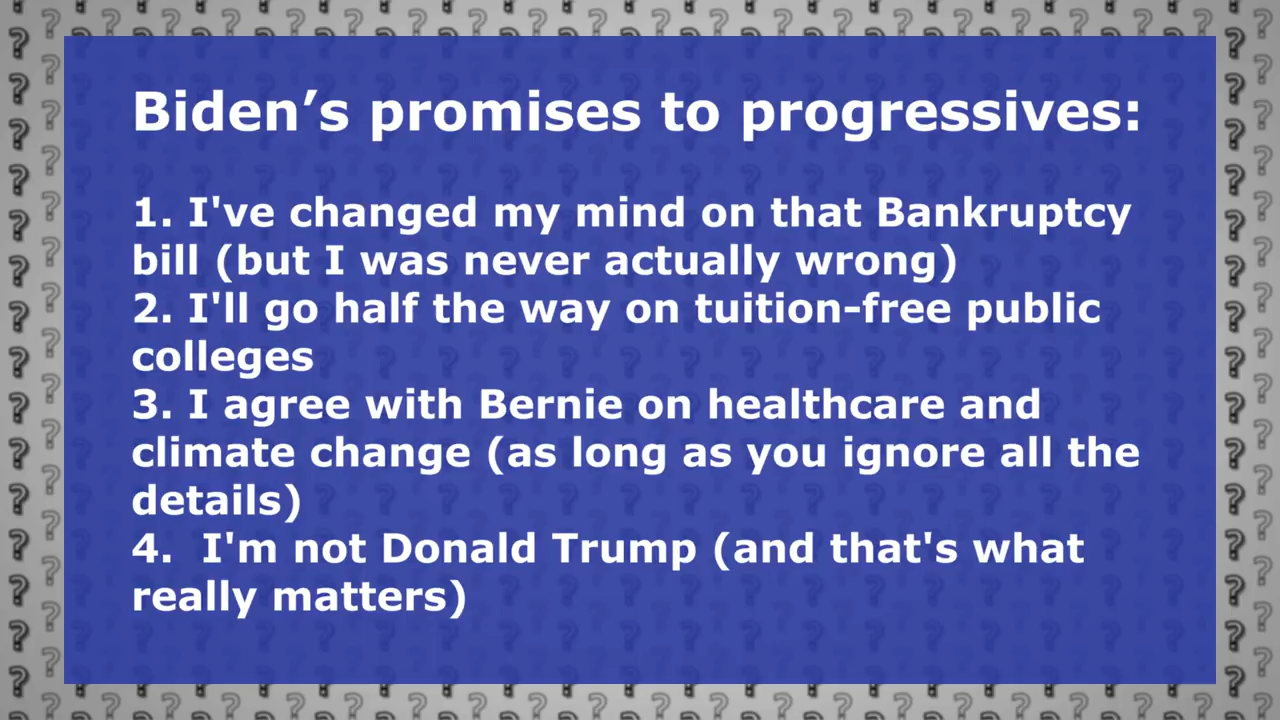 Biden’s promises to progressives:
1. I've changed my mind on that Bankruptcy
bill (but I was never actually wrong)
2. I'll go half the way on tuition-free public
colleges
3. I agree with Bernie on healthcare and
climate change (as long as you ignore all the
details)
4.  I'm not Donald Trump (and that's what
really matters)